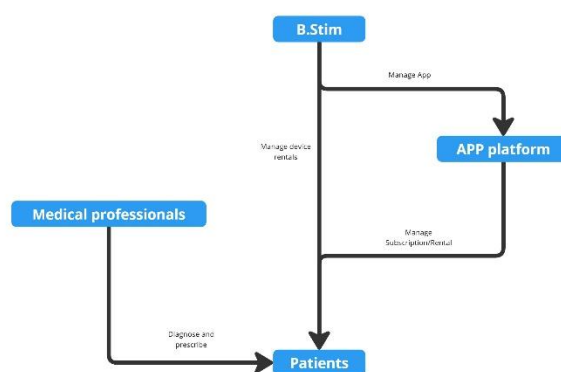 B.Stim
Manage App
Manage device
rentals
APP platform
Medical professionals
Manage
Subscription/Rental
Diagnose and
prescribe
Patients